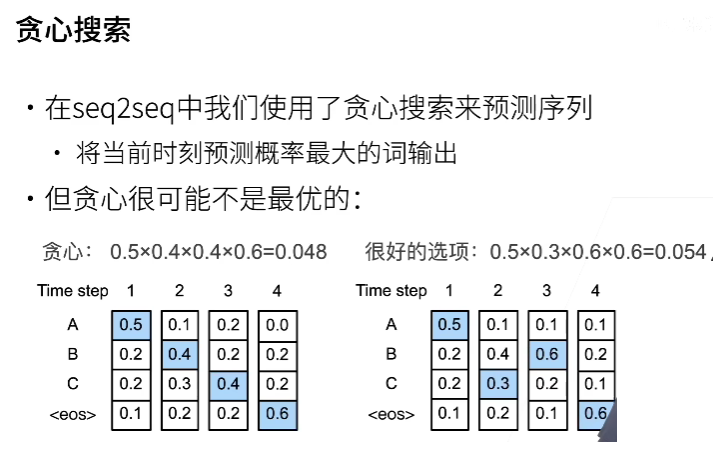 贪心搜索
• 在seq2seq中我们使用了贪心搜索来预测序列
• 将当前时刻预测概率最大的词输出
• 但贪心很可能不是最优的：
贪心： 0.5×0.4×0.4×0.6=0.048 很好的选项：0.5×0.3×0.6×0.6=0.054
Time step 1 2 3 4 Time step 1 2 3 4
A 0.5 0.1 0.2 0.0 A 0.5 0.1 0.1 0.1
B 0.2 0.4 0.2 0.2 B 0.2 0.4 0.6 0.2
C 0.2 0.3 0.4 0.2 C 0.2 0.3 0.2 0.1
<eos> 0.1 0.2 0.2 0.6 <eos> 0.1 0.2 0.1 0.6